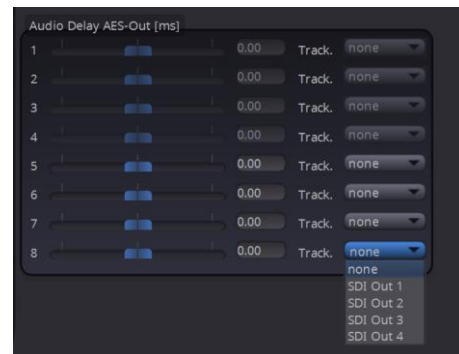 Audio Delay AES-Out [ms]
1 0.00 Track. none
2 0.00 Track. none
3 0.00 Track. none
4 0.00 Track. none
5 0.00 Track. none
6 0.00 Track. none
7 0.00 Track. none
8 0.00 Track. none
none
SDI Out 1
SDI Out 2
SDI Out 3
SDI Out 4